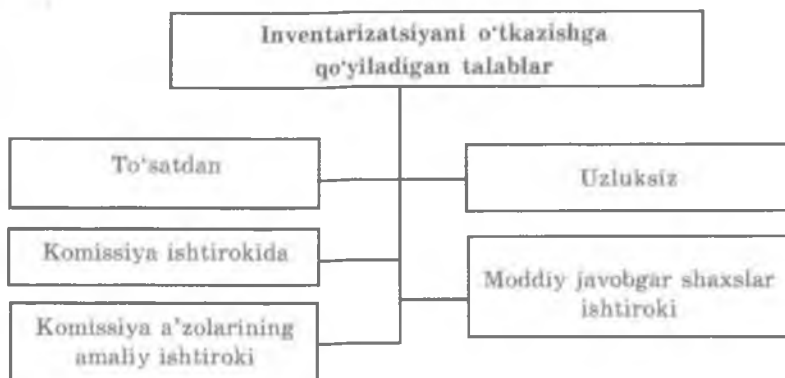 Inventarizatsiyani o‘tkazishga
qo‘yiladigan talablar
To‘satdan
Uzluksiz
Komissiya ishtirokida
Moddiy javobgar shaxslar
ishtiroki
Komissiya a’zolarining
amaliy ishtiroki